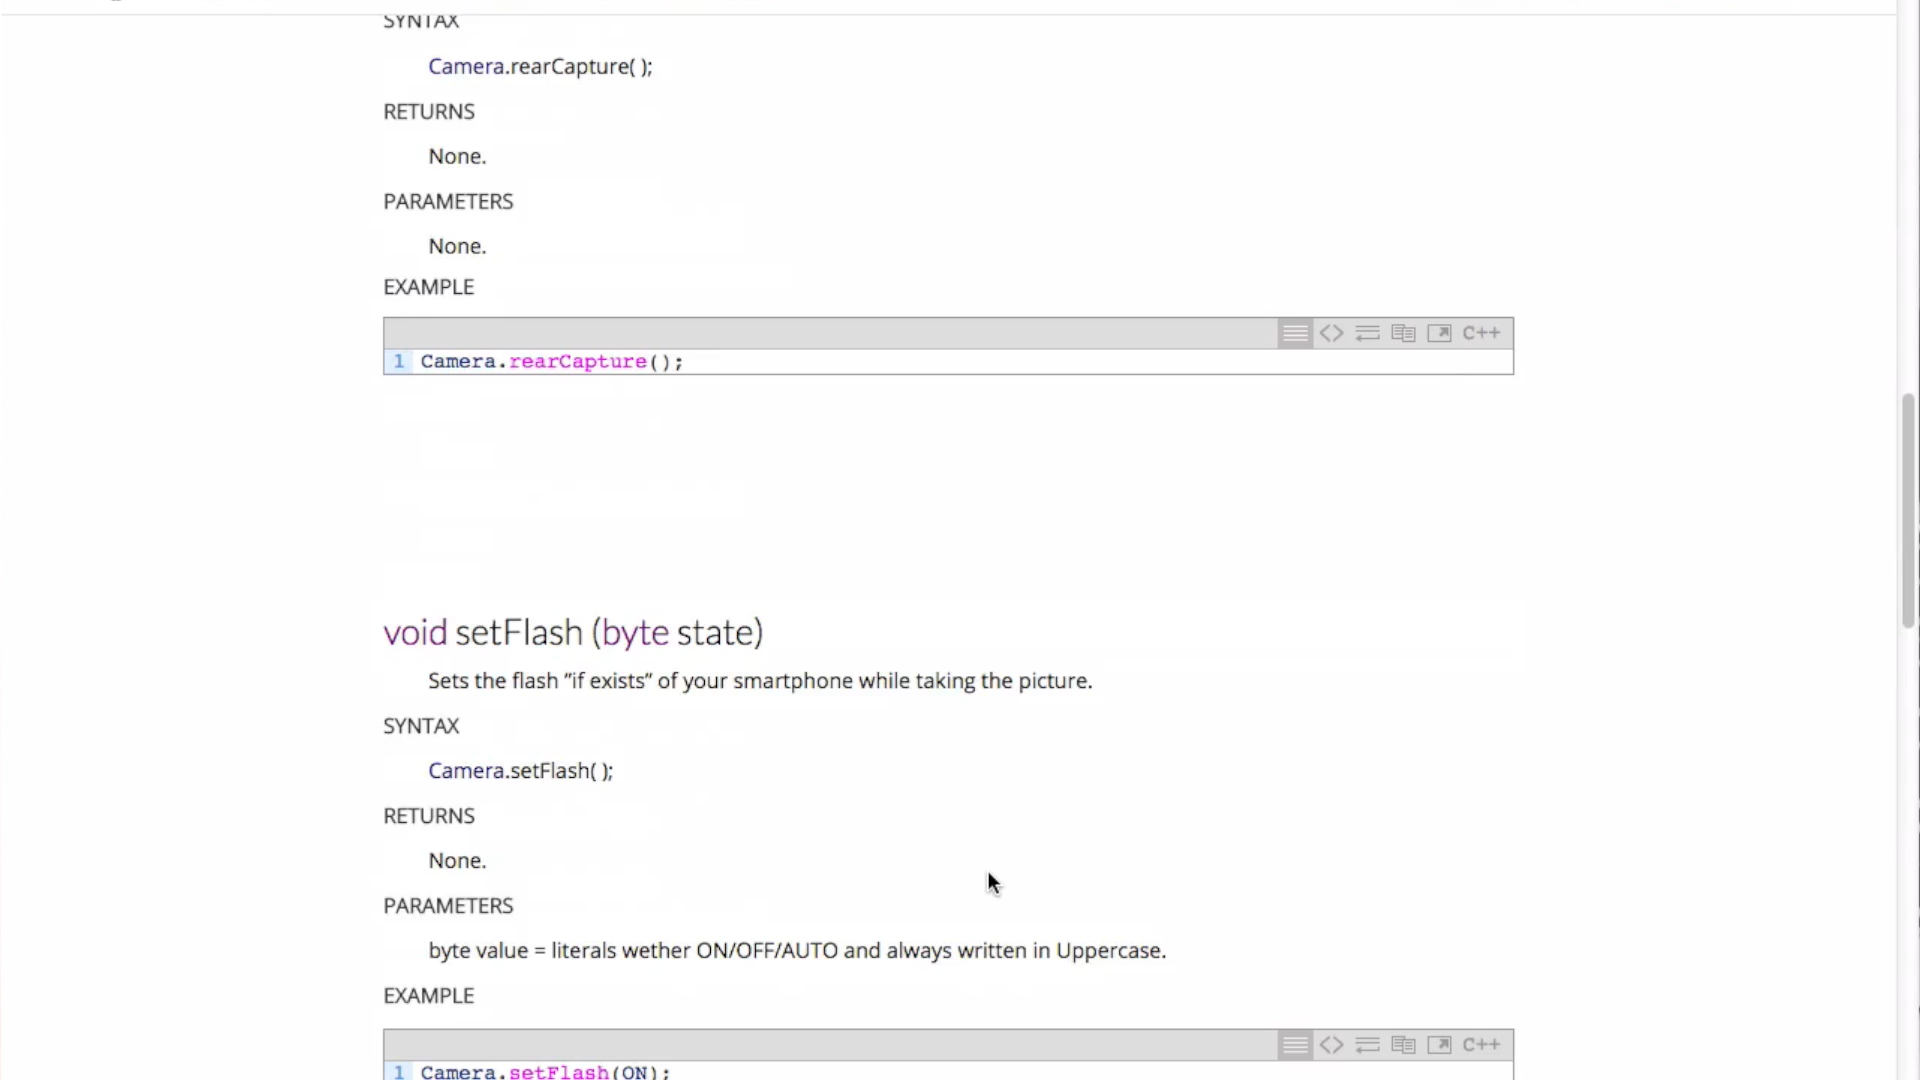 SYNTAX
Camera.rearCapture( );
RETURNS
None.
PARAMETERS
None.
EXAMPLE
C++
1 Camera.rearCapture();
void setFlash (byte state)
Sets the flash ”if exists” of your smartphone while taking the picture.
SYNTAX
Camera.setFlash( );
RETURNS
None.
PARAMETERS
byte value = literals wether ON/OFF/AUTO and always written in Uppercase.
EXAMPLE
C++
1 Camera.setFlash(ON);